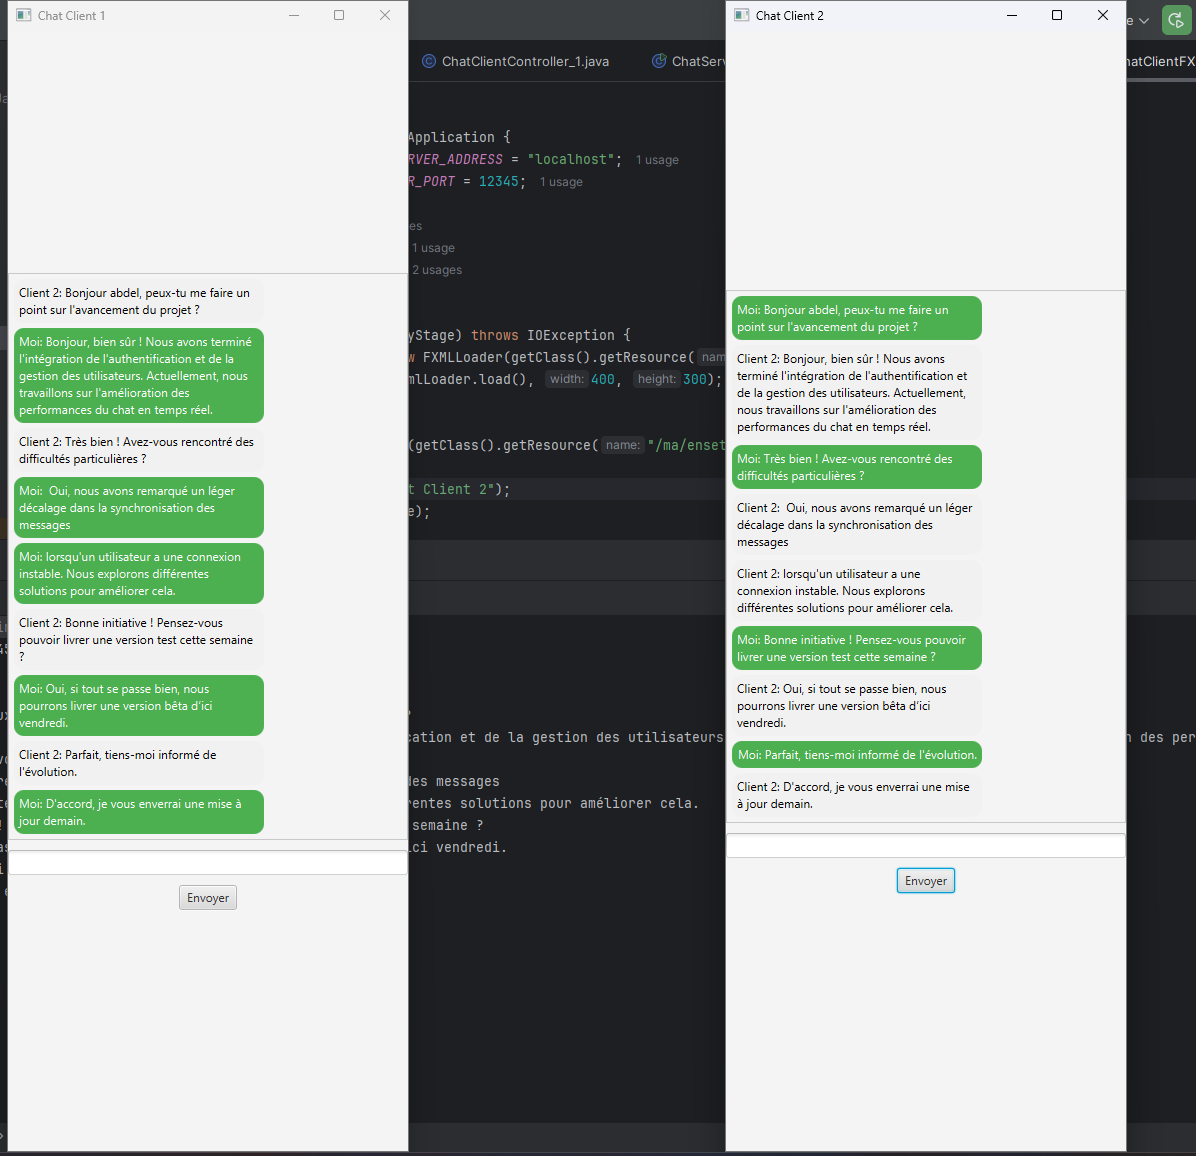 Chat Client 1
Client 2: Bonjour abdel, peux-tu me faire un
point sur l'avancement du projet ?
Moi: Bonjour, bien sûr ! Nous avons terminé
l'intégration de l'authentification et de la
gestion des utilisateurs. Actuellement, nous
travaillons sur l'amélioration des
performances du chat en temps réel.
Client 2: Très bien ! Avez-vous rencontré des
difficultés particulières ?
Moi:  Oui, nous avons remarqué un léger
décalage dans la synchronisation des
messages
Moi: lorsqu'un utilisateur a une connexion
instable. Nous explorons différentes
solutions pour améliorer cela.
Client 2: Bonne initiative ! Pensez-vous
pouvoir livrer une version test cette semaine
?
Moi: Oui, si tout se passe bien, nous
pourrons livrer une version bêta d'ici
vendredi.
Client 2: Parfait, tiens-moi informé de
l'évolution.
Moi: D'accord, je vous enverrai une mise à
jour demain.
Envoyer
ChatClientController_1.java
ChatServ
hatClientFX
Application {
RVER_ADDRESS = "localhost"; 1 usage
R_PORT = 12345; 1 usage
es
1 usage
2 usages
yStage) throws IOException {
w FXMLLoader(getClass().getResource( nam
mlLoader.load(), width: 400, height: 300);
(getClass().getResource( name: "/ma/enset
t Client 2");
e);
cation et de la gestion des utilisateurs
n des per
des messages
rentes solutions pour améliorer cela.
semaine ?
ici vendredi.
Chat Client 2
Moi: Bonjour abdel, peux-tu me faire un
point sur l'avancement du projet ?
Client 2: Bonjour, bien sûr ! Nous avons
terminé l'intégration de l'authentification et
de la gestion des utilisateurs. Actuellement,
nous travaillons sur l'amélioration des
performances du chat en temps réel.
Moi: Très bien ! Avez-vous rencontré des
difficultés particulières ?
Client 2:  Oui, nous avons remarqué un léger
décalage dans la synchronisation des
messages
Client 2: lorsqu'un utilisateur a une
connexion instable. Nous explorons
différentes solutions pour améliorer cela.
Moi: Bonne initiative ! Pensez-vous pouvoir
livrer une version test cette semaine ?
Client 2: Oui, si tout se passe bien, nous
pourrons livrer une version bêta d'ici
vendredi.
Moi: Parfait, tiens-moi informé de l'évolution.
Client 2: D'accord, je vous enverrai une mise
à jour demain.
Envoyer